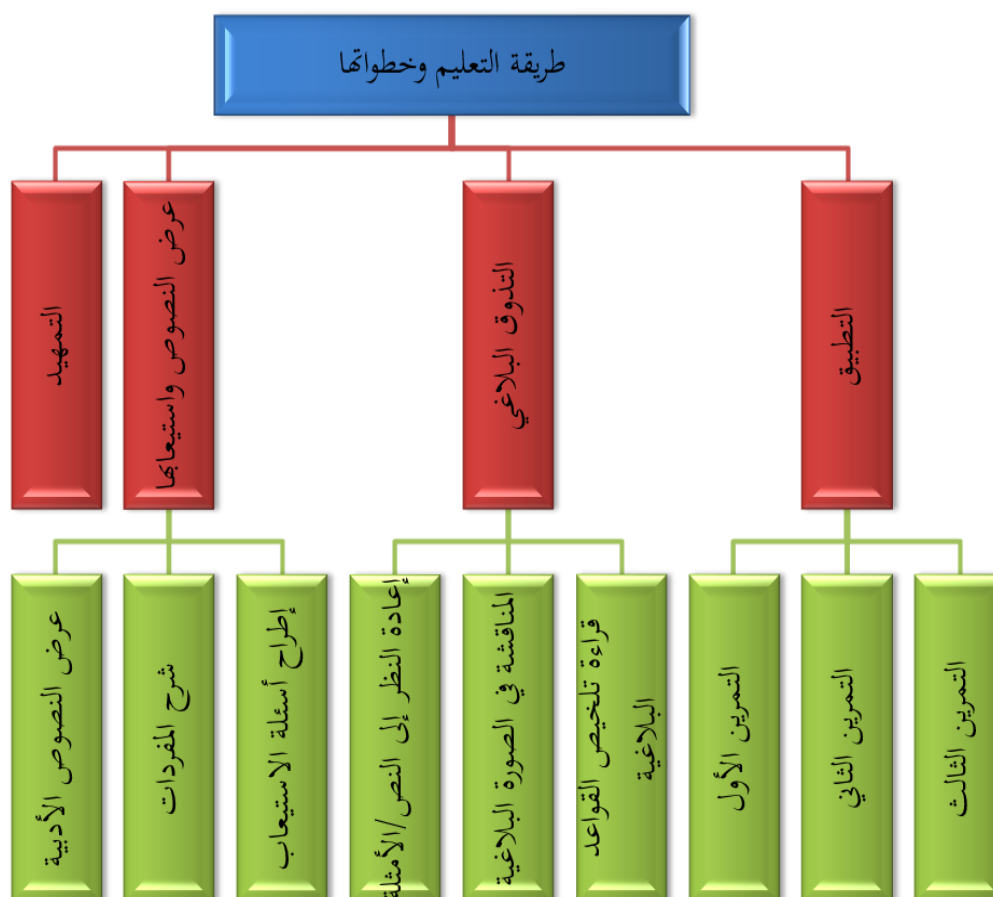 طريقة التعليم وخطواتها
التمهيد
عرض النصوص واستيعابها
التذوق البلاغي
التطبيق
عرض النصوص الأدبية
شرح المفردات
إطراح أسئلة الاستيعاب
إعادة النظر إلى النص/الأمثلة
المناقشة في الصورة البلاغية
قراءة تلخيص القواعد
البلاغية
التمرين الأول
التمرين الثاني
التمرين الثالث